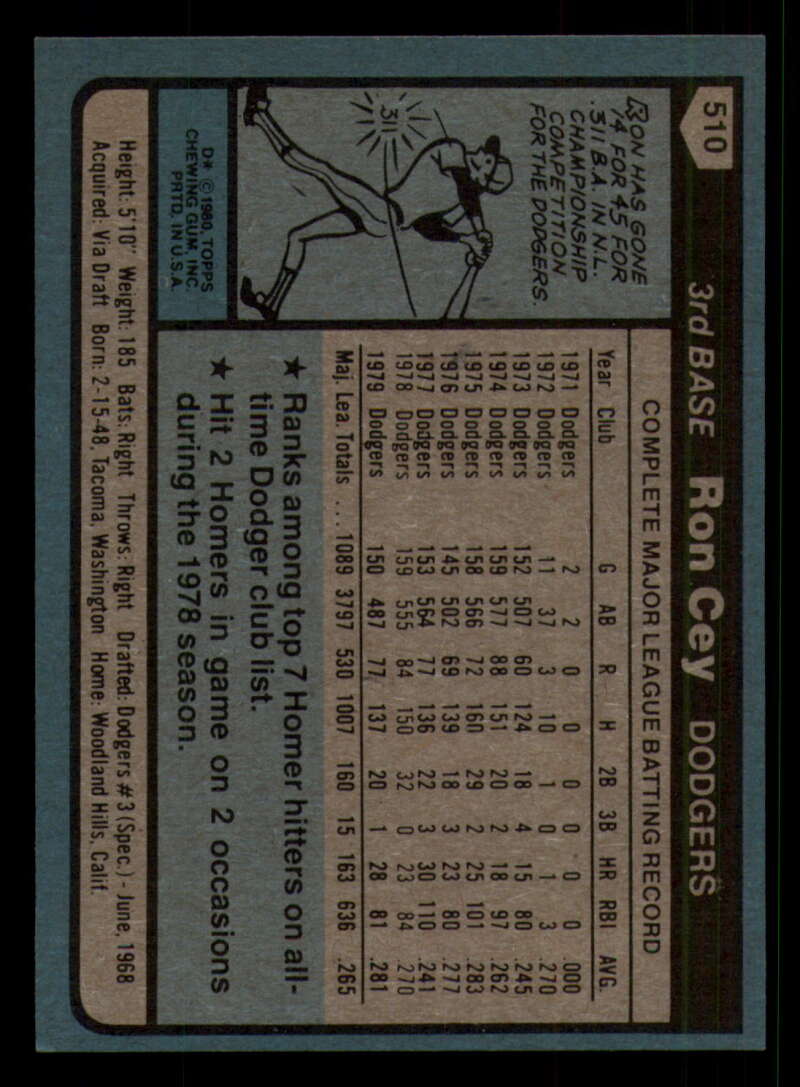 510
3rd BASE Ron Cey DODGERS
RON HAS GONE
14 FOR 45 FOR
.311 B.A. IN N.L.
CHAMPIONSHIP
COMPETITION
FOR THE DODGERS.
.311
D* © 1980, TOPPS
CHEWING GUM, INC.
PRTD. IN U.S.A.
COMPLETE MAJOR LEAGUE BATTING RECORD
Year Club G AB R H 2B 3B HR RBI AVG.
1971 Dodgers 2 2 0 0 0 0 0 0 .000
1972 Dodgers 11 37 3 10 1 0 1 3 .270
1973 Dodgers 152 507 60 124 18 4 15 80 .245
1974 Dodgers 159 577 88 151 20 2 18 97 .262
1975 Dodgers 158 566 72 160 29 2 25 101 .283
1976 Dodgers 145 502 69 139 18 3 23 80 .277
1977 Dodgers 153 564 77 136 22 3 30 110 .241
1978 Dodgers 159 555 84 150 32 0 23 84 .270
1979 Dodgers 150 487 77 137 20 1 28 81 .281
Maj. Lea. Totals . . . 1089 3797 530 1007 160 15 163 636 .265
★ Ranks among top 7 Homer hitters on all-
time Dodger club list.
★ Hit 2 Homers in game on 2 occasions
during the 1978 season.
Height: 5'10" Weight: 185 Bats: Right Throws: Right Drafted: Dodgers #3 (Spec.) - June, 1968
Acquired: Via Draft Born: 2-15-48, Tacoma, Washington Home: Woodland Hills, Calif.